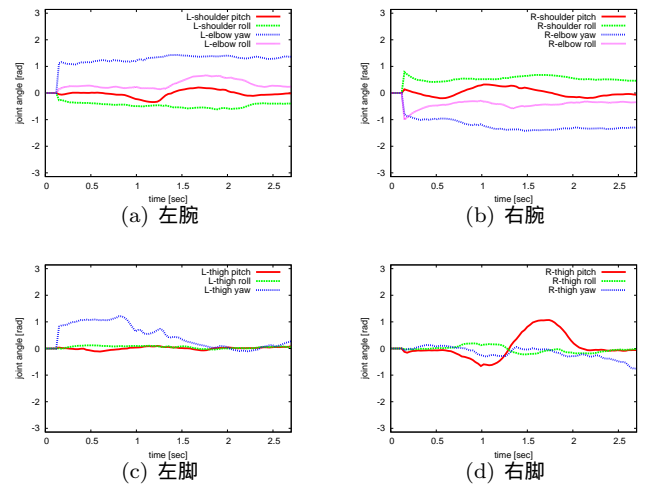 3
2
1
0
-1
-2
-3
joint angle [rad]
L-shoulder pitch
L-shoulder roll
L-elbow yaw
L-elbow roll
0 0.5 1 1.5 2 2.5
time [sec]
(a) 左腕
3
2
1
0
-1
-2
-3
joint angle [rad]
R-shoulder pitch
R-shoulder roll
R-elbow yaw
R-elbow roll
0 0.5 1 1.5 2 2.5
time [sec]
(b) 右腕
3
2
1
0
-1
-2
-3
joint angle [rad]
L-thigh pitch
L-thigh roll
L-thigh yaw
0 0.5 1 1.5 2 2.5
time [sec]
(c) 左脚
3
2
1
0
-1
-2
-3
joint angle [rad]
R-thigh pitch
R-thigh roll
R-thigh yaw
0 0.5 1 1.5 2 2.5
time [sec]
(d) 右脚